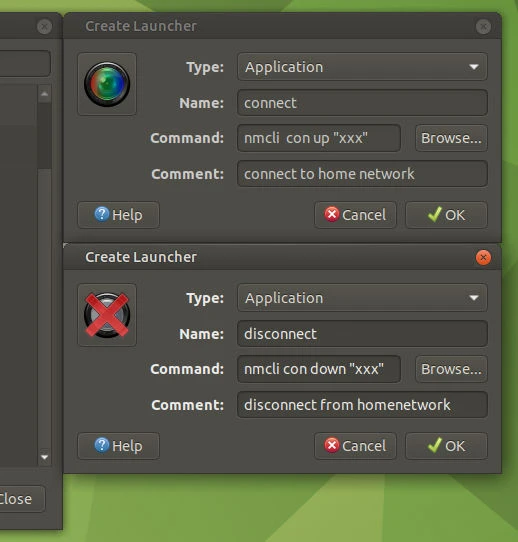 Create Launcher
Type: Application
Name: connect
Command: nmcli  con up "xxx" Browse...
Comment: connect to home network
Help Cancel OK
Create Launcher
Type: Application
Name: disconnect
Command: nmcli con down "xxx" Browse...
Comment: disconnect from homenetwork
Help Cancel OK
Close